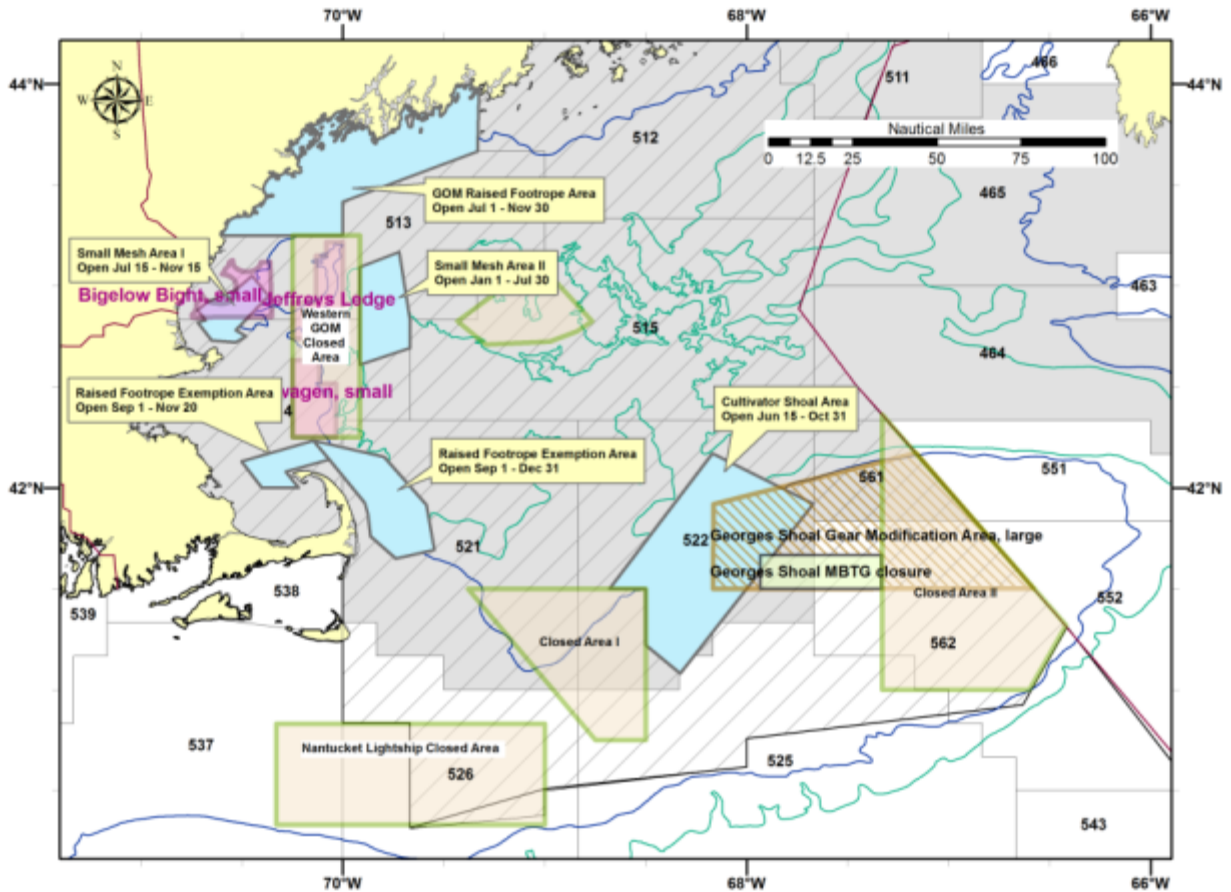 70°W
68°W
66°W
44°N
44°N
N
W
E
S
466
511
512
Nautical Miles
0 12.5 25 50 75 100
465
GOM Raised Footrope Area
Open Jul 1 - Nov 30
513
Small Mesh Area I
Open Jul 15 - Nov 15
Small Mesh Area II
Open Jan 1 - Jul 30
463
Bigelow Bight, small
Jeffreys Ledge
Western
GOM
Closed
Area
515
464
Raised Footrope Exemption Area
Open Sep 1 - Nov 20
wagen, small
Cultivator Shoal Area
Open Jun 15 - Oct 31
Raised Footrope Exemption Area
Open Sep 1 - Dec 31
42°N
42°N
561
551
Georges Shoal Gear Modification Area, large
522
521
Georges Shoal MBTG closure
538
539
Closed Area II
552
Closed Area I
562
537
Nantucket Lightship Closed Area
526
525
543
70°W
68°W
66°W